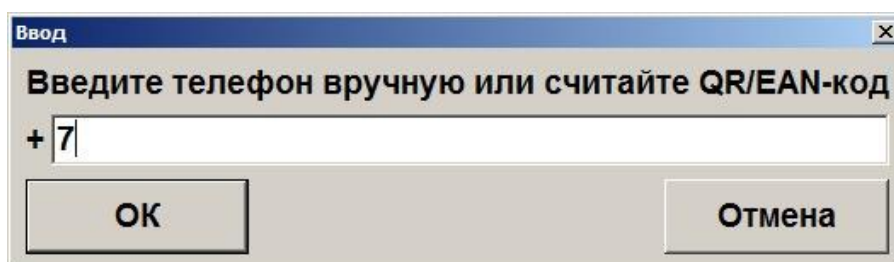 Ввод
Введите телефон вручную или считайте QR/EAN-код
+ 7
ОК Отмена